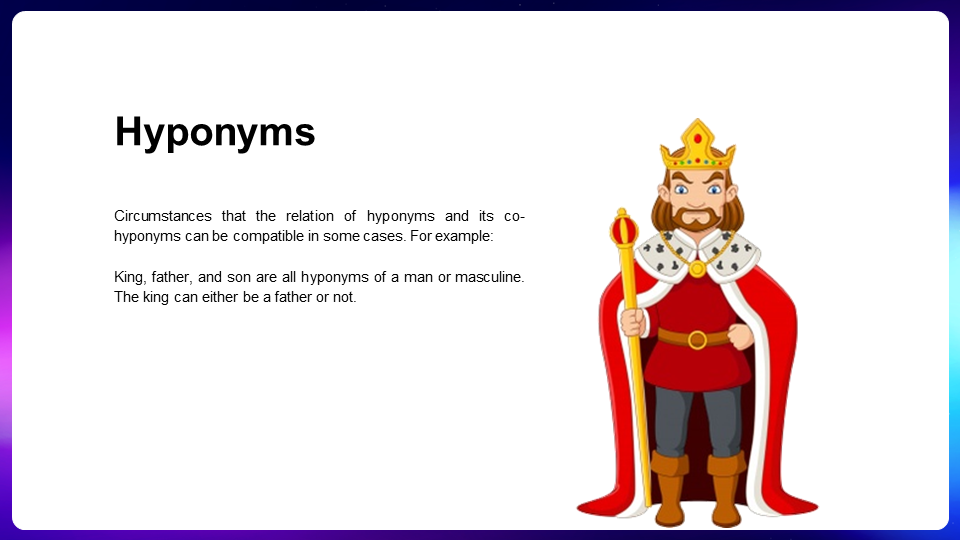 Hyponyms
Circumstances that the relation of hyponyms and its co-
hyponyms can be compatible in some cases. For example:
King, father, and son are all hyponyms of a man or masculine.
The king can either be a father or not.